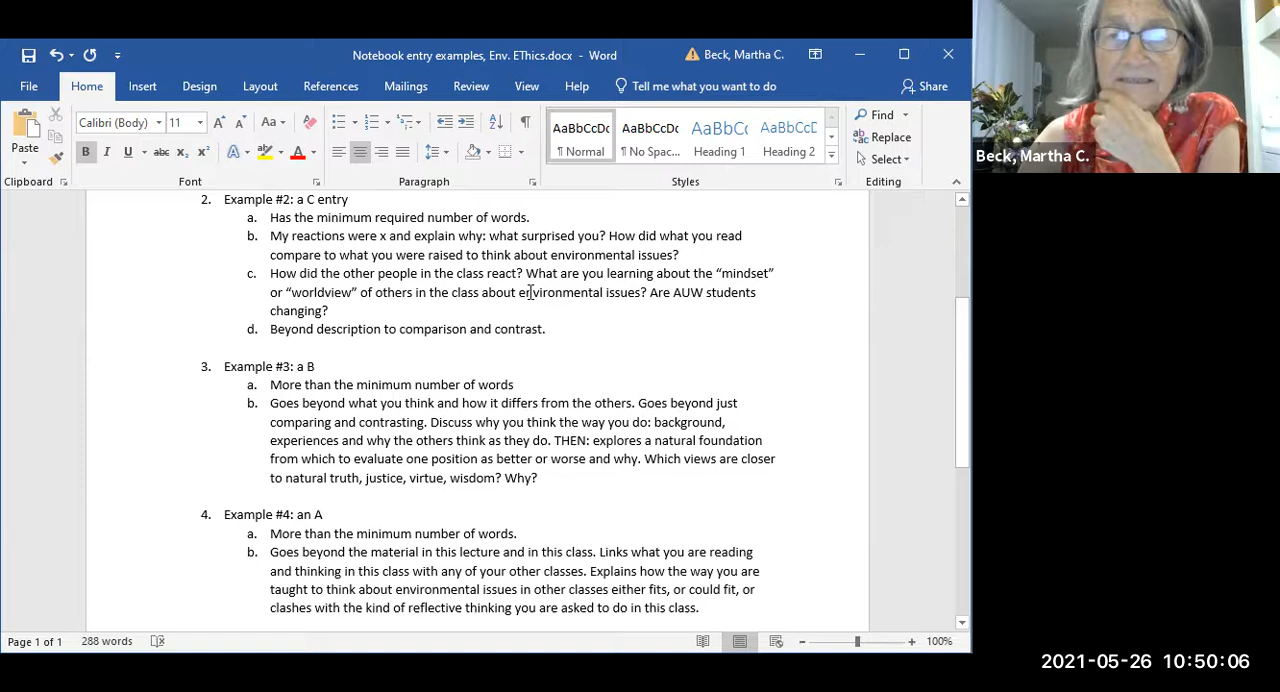 Notebook entry examples, Env. EThics.docx - Word
Beck, Martha C.
File Home Insert Design Layout References Mailings Review View Help Tell me what you want to do Share
Paste
Calibri (Body) 11
AaBbCcDc AaBbCcDc AaBbCc AaBbCcD
¶ Normal ¶ No Spac... Heading 1 Heading 2
Find
Replace
Select
Clipboard Font Paragraph Styles Editing
Beck, Martha C.
2. Example #2: a C entry
a. Has the minimum required number of words.
b. My reactions were x and explain why: what surprised you? How did what you read
compare to what you were raised to think about environmental issues?
c. How did the other people in the class react? What are you learning about the “mindset”
or “worldview” of others in the class about environmental issues? Are AUW students
changing?
d. Beyond description to comparison and contrast.
3. Example #3: a B
a. More than the minimum number of words
b. Goes beyond what you think and how it differs from the others. Goes beyond just
comparing and contrasting. Discuss why you think the way you do: background,
experiences and why the others think as they do. THEN: explores a natural foundation
from which to evaluate one position as better or worse and why. Which views are closer
to natural truth, justice, virtue, wisdom? Why?
4. Example #4: an A
a. More than the minimum number of words.
b. Goes beyond the material in this lecture and in this class. Links what you are reading
and thinking in this class with any of your other classes. Explains how the way you are
taught to think about environmental issues in other classes either fits, or could fit, or
clashes with the kind of reflective thinking you are asked to do in this class.
Page 1 of 1 288 words 100%
2021-05-26 10:50:06